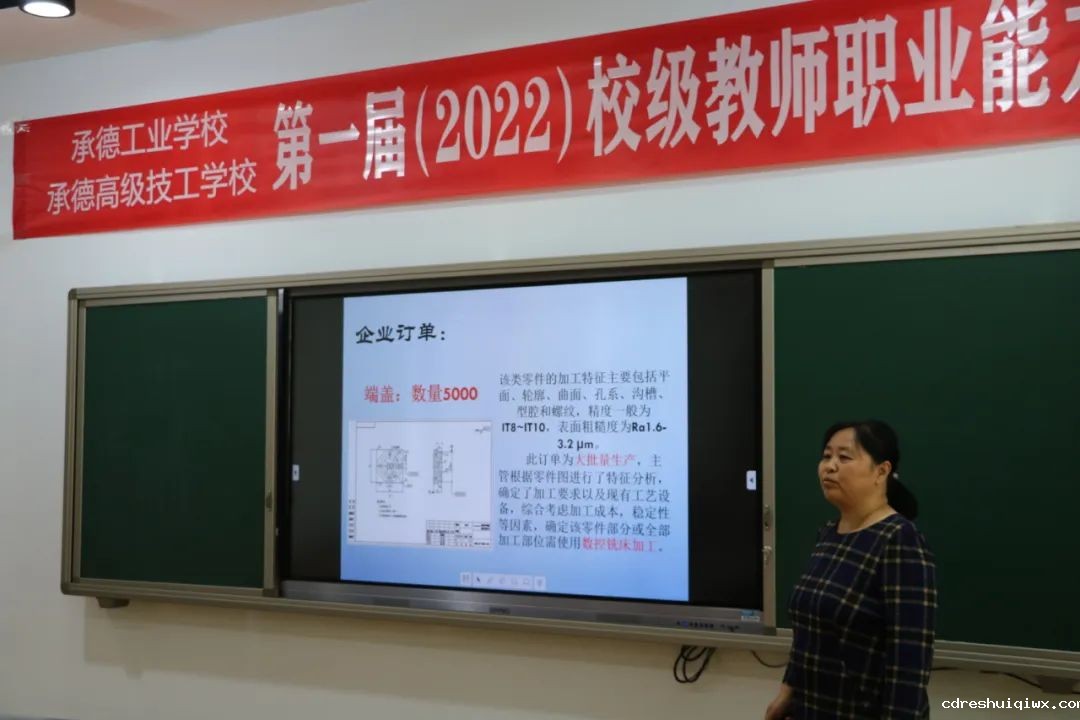 承德工业学校
承德高级技工学校
第一届(2022)校级教师职业能
企业订单：
端盖：数量5000
该类零件的加工特征主要包括平
面、轮廓、曲面、孔系、沟槽、
型腔和螺纹，精度一般为
IT8~IT10，表面粗糙度为Ra1.6-
3.2 μm。
此订单为大批量生产，主
管根据零件图进行了特征分析，
确定了加工要求以及现有工艺设
备，综合考虑加工成本，稳定性
等因素，确定该零件部分或全部
加工部位需使用数控铣床加工。
cdreshuiqiwx.com